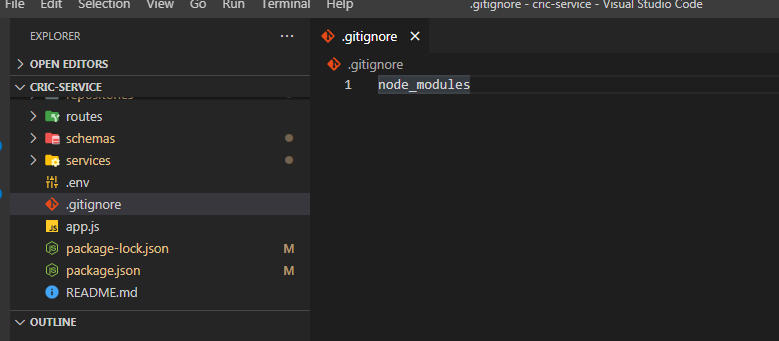 File Edit Selection View Go Run Terminal Help .gitignore - cric-service - Visual Studio Code
EXPLORER
.gitignore
OPEN EDITORS
.gitignore
CRIC-SERVICE
1 node_modules
repositories
routes
schemas
services
.env
.gitignore
JS app.js
package-lock.json M
package.json M
README.md
OUTLINE